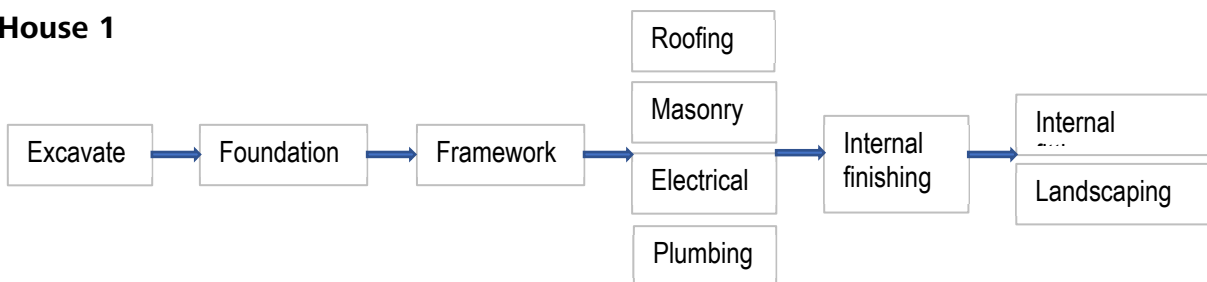 House 1
Excavate
Foundation
Framework
Roofing
Masonry
Electrical
Plumbing
Internal
finishing
Internal
Landscaping